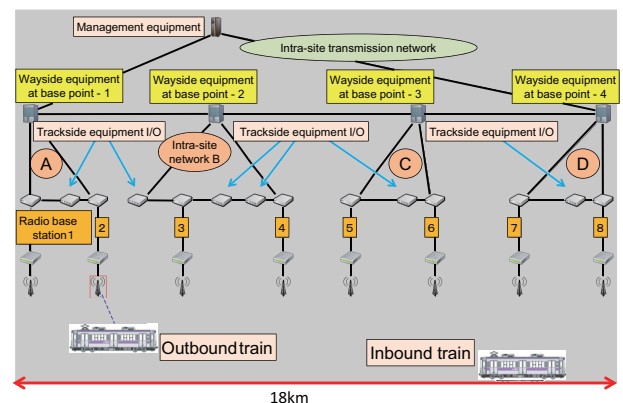 Management equipment
Intra-site transmission network
Wayside equipment
at base point - 1
Wayside equipment
at base point - 2
Wayside equipment
at base point - 3
Wayside equipment
at base point - 4
Trackside equipment I/O
Trackside equipment I/O
Trackside equipment I/O
A
Intra-site
network B
C
D
Radio base
station1
2
3
4
5
6
7
8
Outbound train
Inbound train
18km